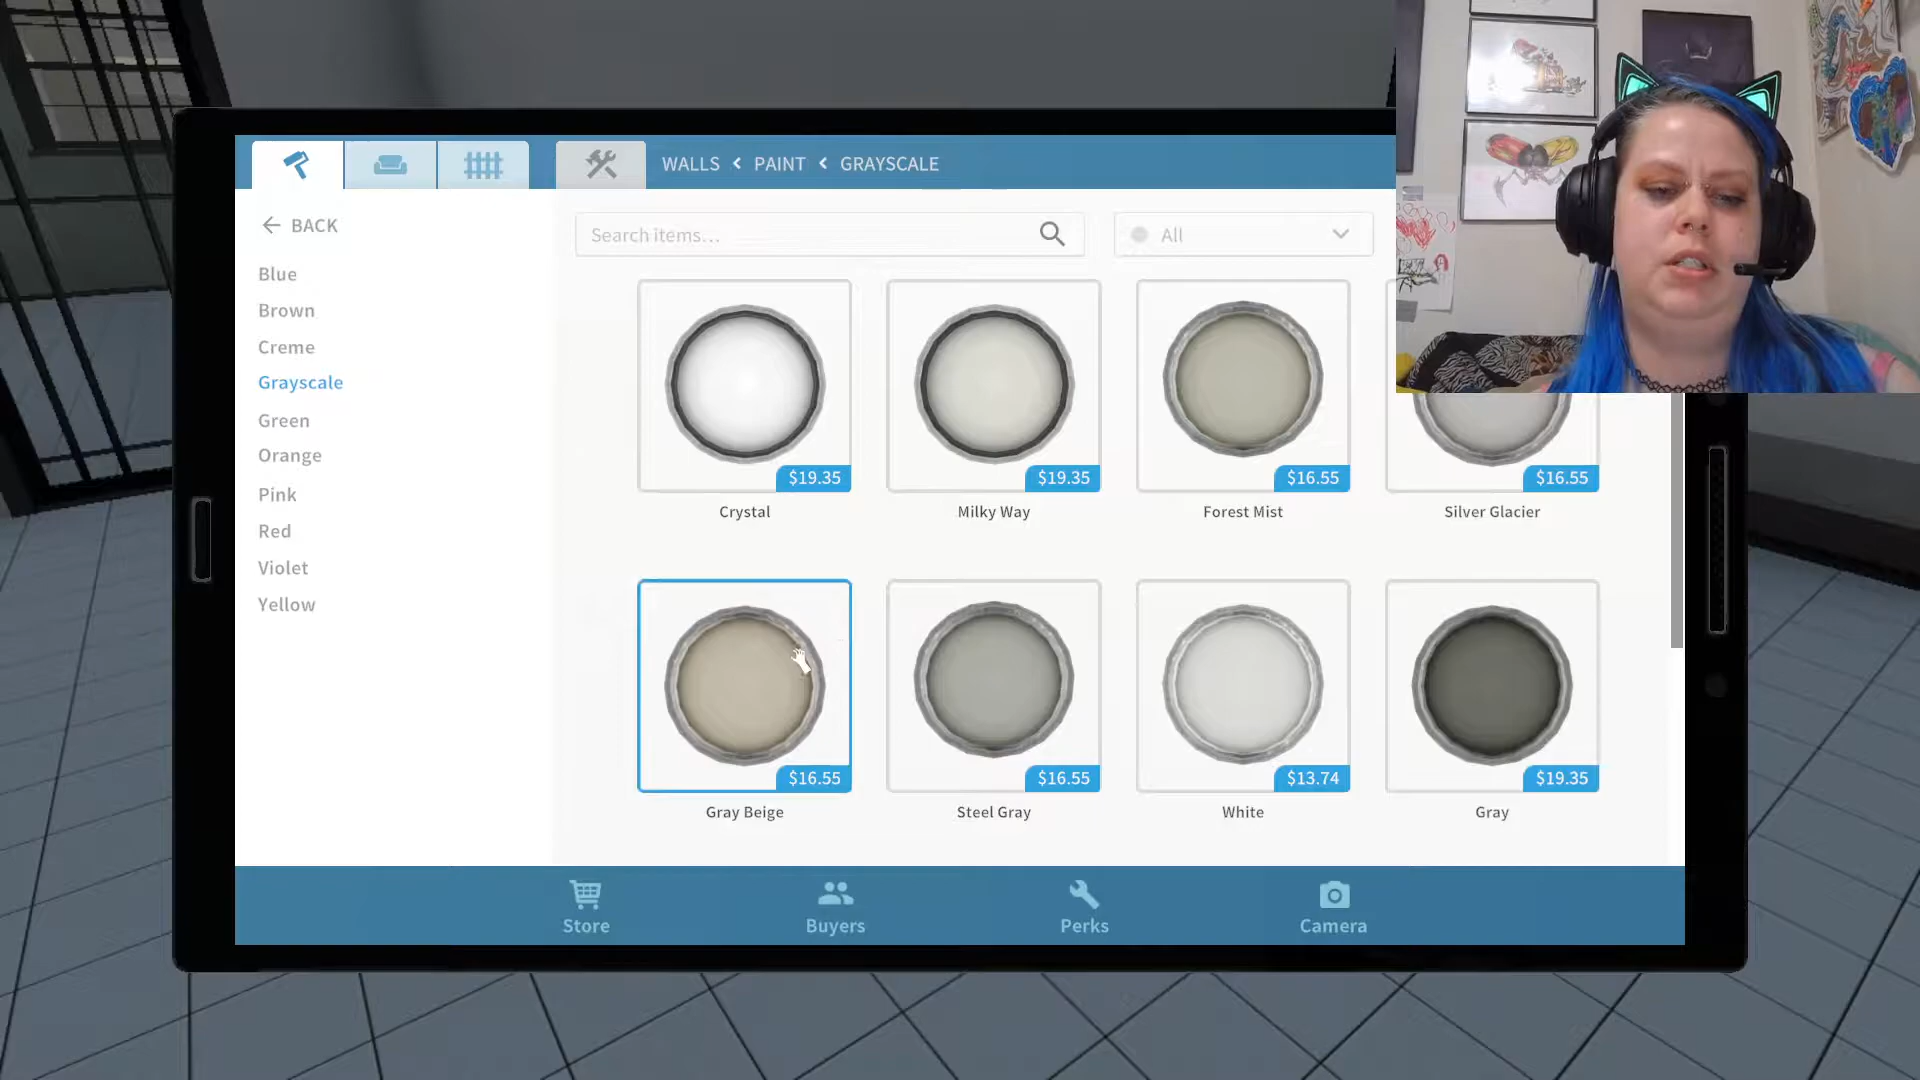 WALLS < PAINT < GRAYSCALE
BACK
Search items...
All
Blue
Brown
Creme
Grayscale
Green
Orange
Pink
Red
Violet
Yellow
$19.35
$19.35
$16.55
$16.55
Crystal
Milky Way
Forest Mist
Silver Glacier
$16.55
$16.55
$13.74
$19.35
Gray Beige
Steel Gray
White
Gray
Store
Buyers
Perks
Camera